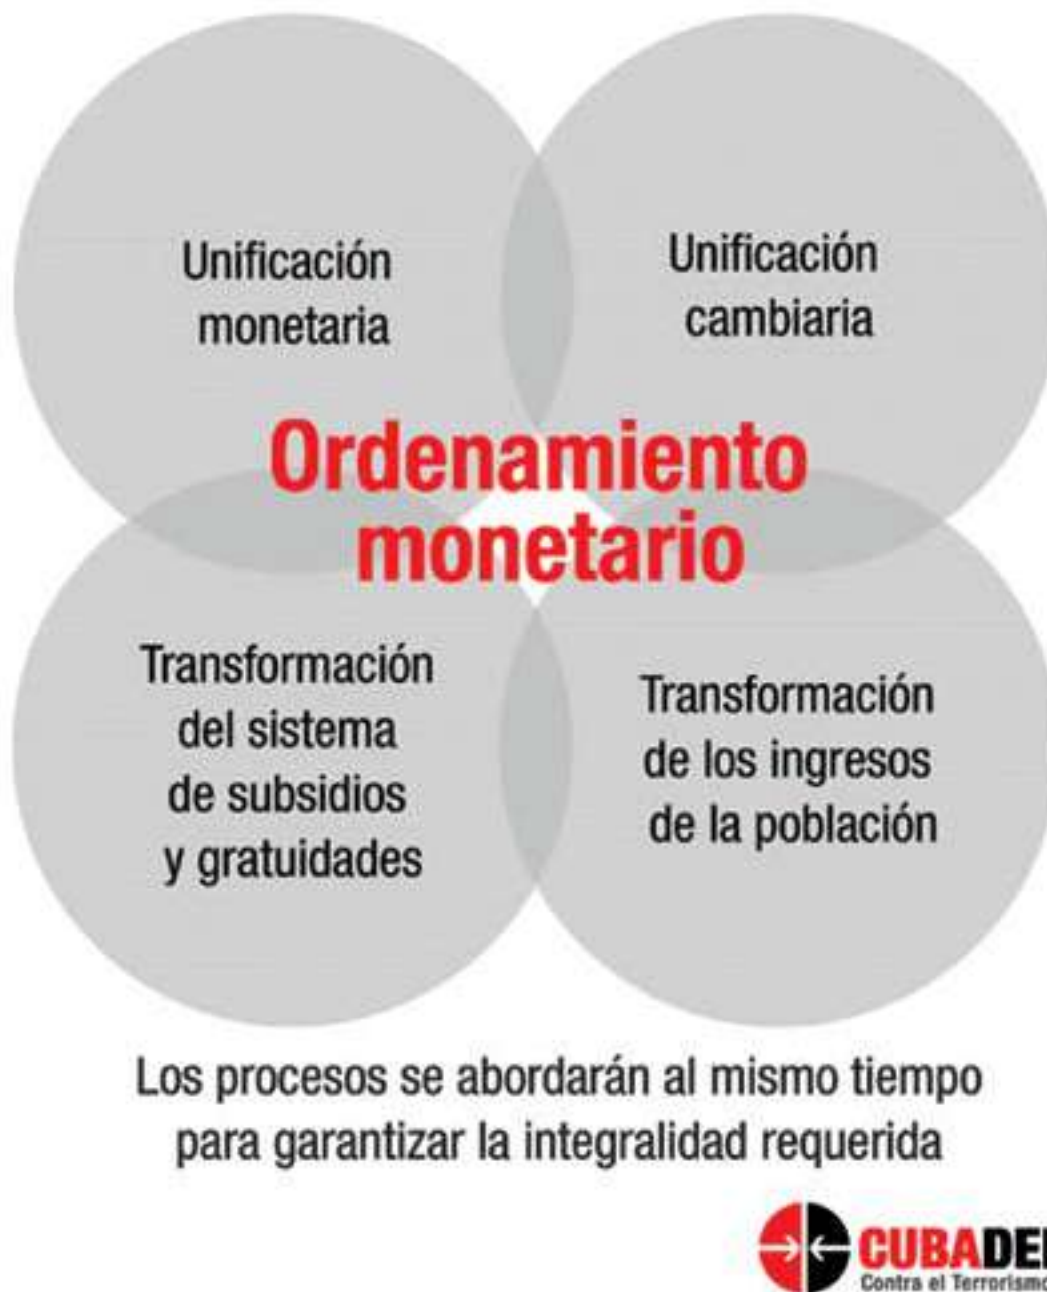 Unificación
monetaria
Unificación
cambiaria
Ordenamiento
monetario
Transformación
del sistema
de subsidios
y gratuidades
Transformación
de los ingresos
de la población
Los procesos se abordarán al mismo tiempo
para garantizar la integralidad requerida
Contra el Terrorismo